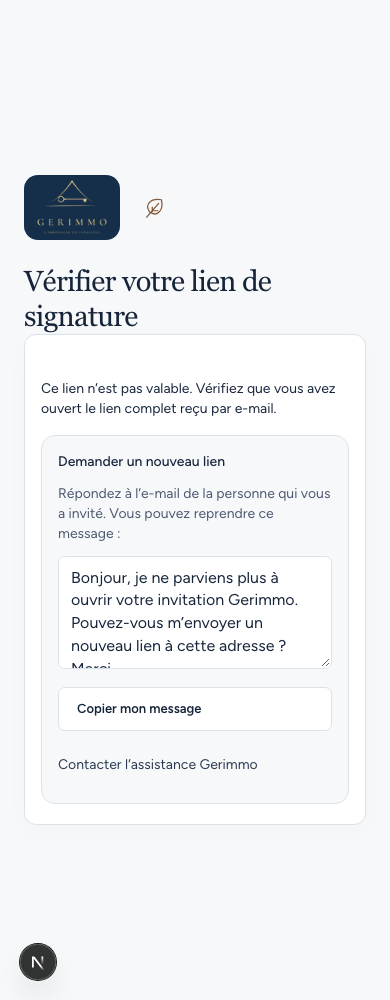 GERIMMO
Vérifier votre lien de
signature
Ce lien n’est pas valable. Vérifiez que vous avez
ouvert le lien complet reçu par e-mail.
Demander un nouveau lien
Répondez à l’e-mail de la personne qui vous
a invité. Vous pouvez reprendre ce
message :
Bonjour, je ne parviens plus à
ouvrir votre invitation Gerimmo.
Pouvez-vous m’envoyer un
nouveau lien à cette adresse ?
Merci
Copier mon message
Contacter l’assistance Gerimmo
N